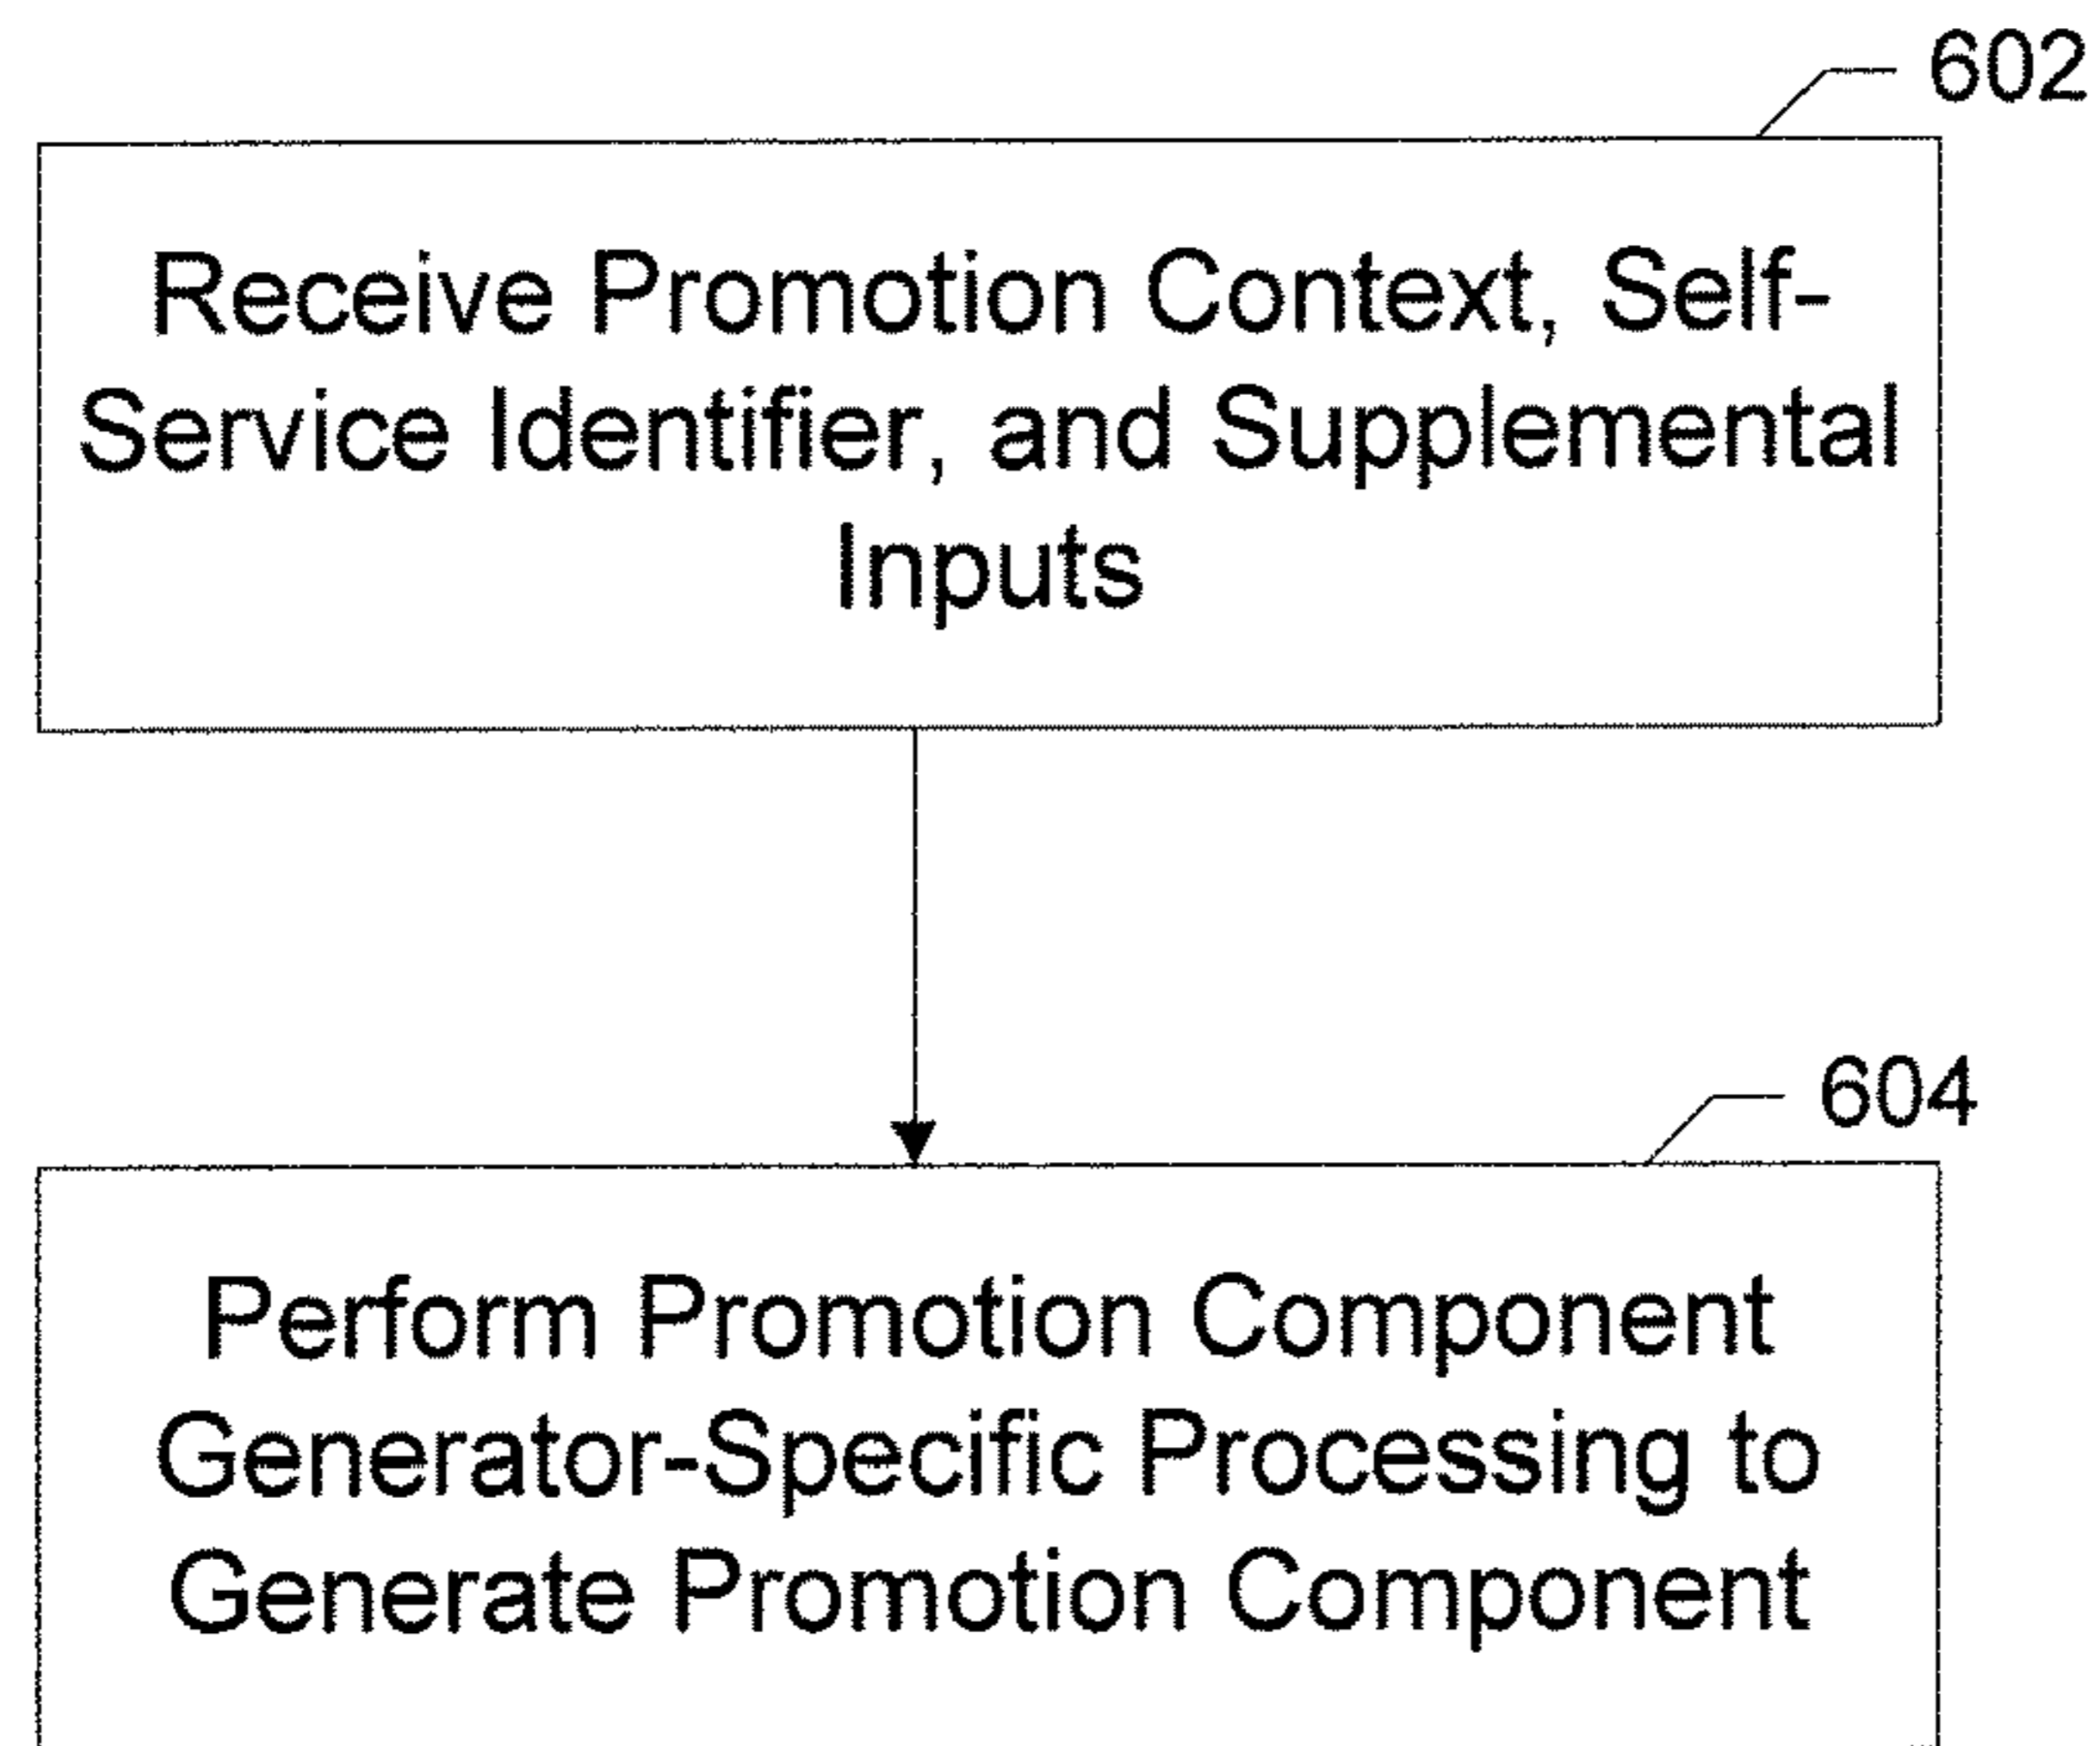 602
Receive Promotion Context, Self-
Service Identifier, and Supplemental
Inputs
604
Perform Promotion Component
Generator-Specific Processing to
Generate Promotion Component